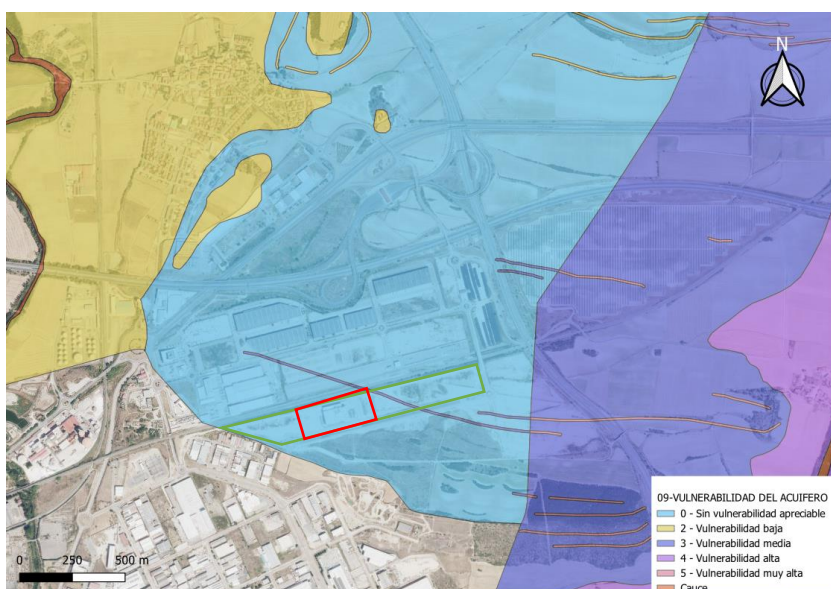 N
09-VULNERABILIDAD DEL ACUIFERO
0 - Sin vulnerabilidad apreciable
2 - Vulnerabilidad baja
3 - Vulnerabilidad media
4 - Vulnerabilidad alta
5 - Vulnerabilidad muy alta
Cauce
0 250 500 m